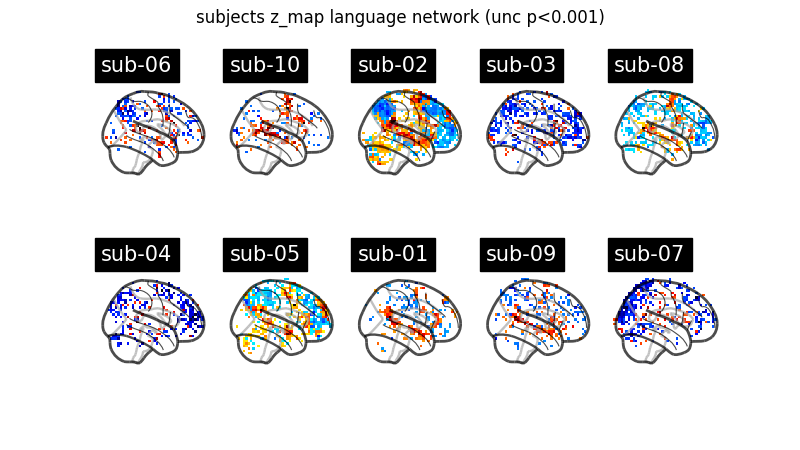 subjects z_map language network (unc p<0.001)
sub-06 sub-10 sub-02 sub-03 sub-08
sub-04 sub-05 sub-01 sub-09 sub-07